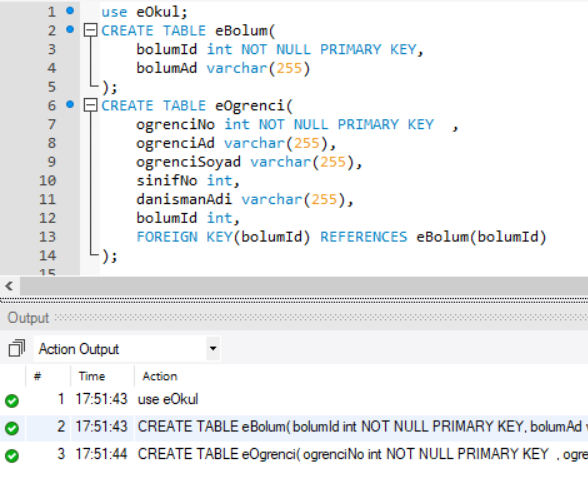 1 use eOkul;
2 CREATE TABLE eBolum(
3 bolumId int NOT NULL PRIMARY KEY,
4 bolumAd varchar(255)
5 );
6 CREATE TABLE eOgrenci(
7 ogrenciNo int NOT NULL PRIMARY KEY  ,
8 ogrenciAd varchar(255),
9 ogrenciSoyad varchar(255),
10 sinifNo int,
11 danismanAdi varchar(255),
12 bolumId int,
13 FOREIGN KEY(bolumId) REFERENCES eBolum(bolumId)
14 );
15
Output
Action Output
# Time Action
1 17:51:43 use eOkul
2 17:51:43 CREATE TABLE eBolum( bolumId int NOT NULL PRIMARY KEY, bolumAd v
3 17:51:44 CREATE TABLE eOgrenci( ogrenciNo int NOT NULL PRIMARY KEY  , ogre